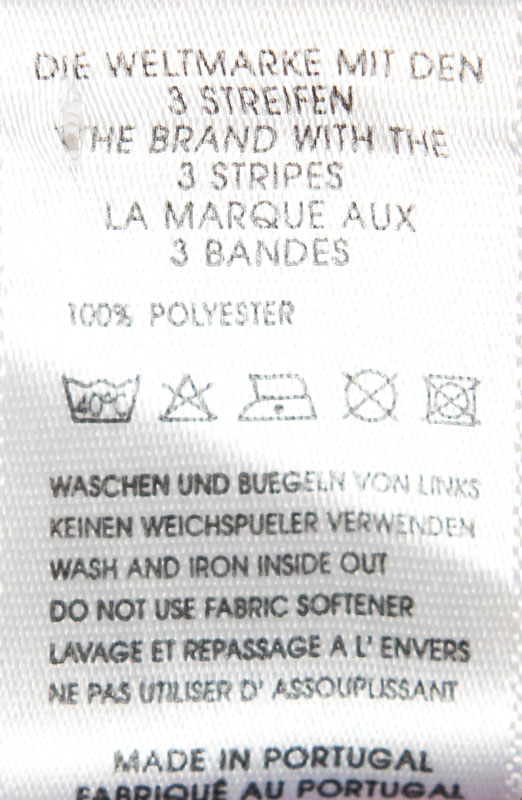 DIE WELTMARKE MIT DEN
3 STREIFEN
THE BRAND WITH THE
3 STRIPES
LA MARQUE AUX
3 BANDES
100% POLYESTER
40°C
WASCHEN UND BUEGELN VON LINKS
KEINEN WEICHSPUELER VERWENDEN
WASH AND IRON INSIDE OUT
DO NOT USE FABRIC SOFTENER
LAVAGE ET REPASSAGE A L' ENVERS
NE PAS UTILISER D' ASSOUPLISSANT
MADE IN PORTUGAL
FABRIQUÉ AU PORTUGAL